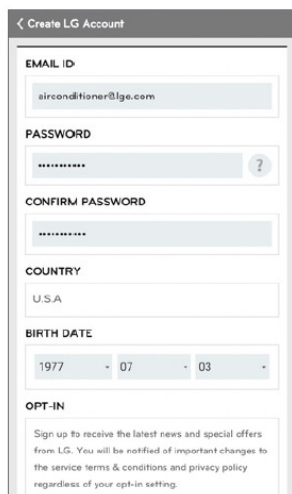 < Create LG Account
EMAIL ID
airconditioner@lge.com
PASSWORD
•••••••••••
?
CONFIRM PASSWORD
•••••••••••
COUNTRY
U.S.A
BIRTH DATE
1977 07 03
OPT-IN
Sign up to receive the latest news and special offers
from LG. You will be notified of important changes to
the service terms & conditions and privacy policy
regardless of your opt-in setting.